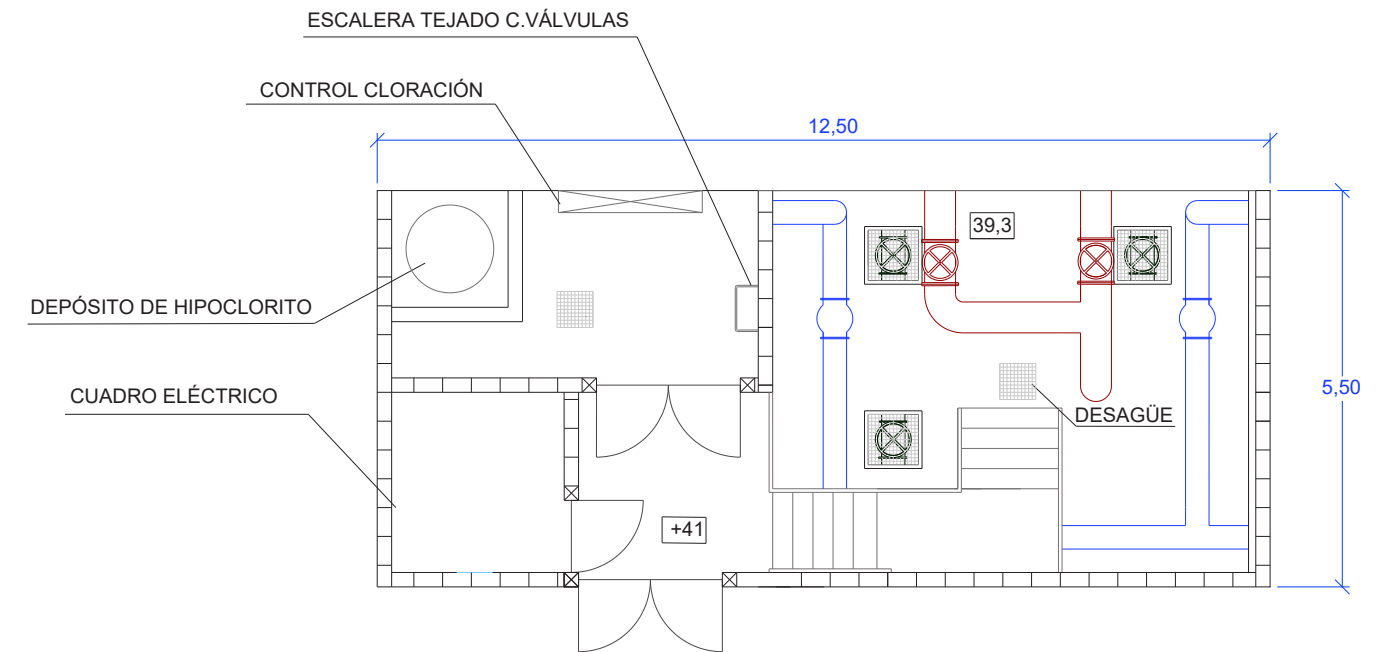 ESCALERA TEJADO C.VÁLVULAS
CONTROL CLORACIÓN
12,50
39,3
DEPÓSITO DE HIPOCLORITO
CUADRO ELÉCTRICO
5,50
DESAGÜE
+41